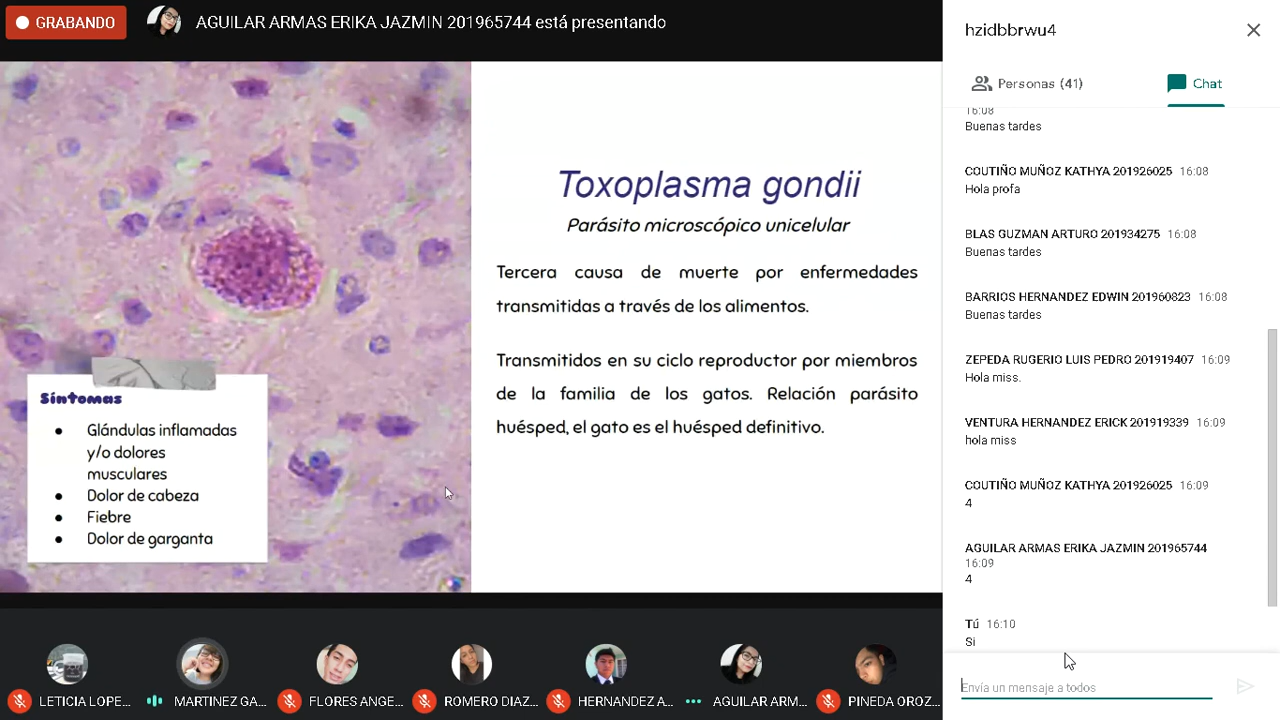 GRABANDO
AGUILAR ARMAS ERIKA JAZMIN 201965744 está presentando
Toxoplasma gondii
Parásito microscópico unicelular
Tercera causa de muerte por enfermedades
transmitidas a través de los alimentos.
Transmitidos en su ciclo reproductor por miembros
de la familia de los gatos. Relación parásito
huésped, el gato es el huésped definitivo.
Síntomas
● Glándulas inflamadas
y/o dolores
musculares
● Dolor de cabeza
● Fiebre
● Dolor de garganta
LETICIA LOPE...
MARTINEZ GA...
FLORES ANGE...
ROMERO DIAZ...
HERNANDEZ A...
AGUILAR ARM...
PINEDA OROZ...
hzidbbrwu4
Personas (41)
Chat
16:08
Buenas tardes
COUTIÑO MUÑOZ KATHYA 201926025 16:08
Hola profa
BLAS GUZMAN ARTURO 201934275 16:08
Buenas tardes
BARRIOS HERNANDEZ EDWIN 201960823 16:08
Buenas tardes
ZEPEDA RUGERIO LUIS PEDRO 201919407 16:09
Hola miss.
VENTURA HERNANDEZ ERICK 201919339 16:09
hola miss
COUTIÑO MUÑOZ KATHYA 201926025 16:09
4
AGUILAR ARMAS ERIKA JAZMIN 201965744
16:09
4
Tú 16:10
Si
Envía un mensaje a todos